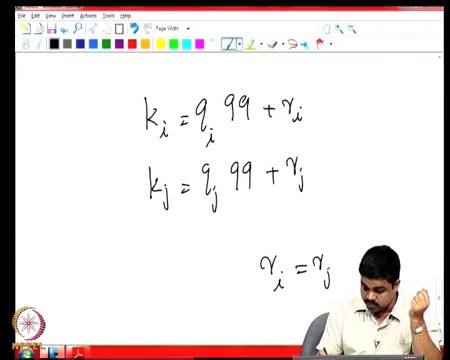 File Edit View Insert Actions Tools Help
Page Width
B
k_i = q_i 99 + r_i
k_j = q_j 99 + r_j
r_i = r_j
NPTEL